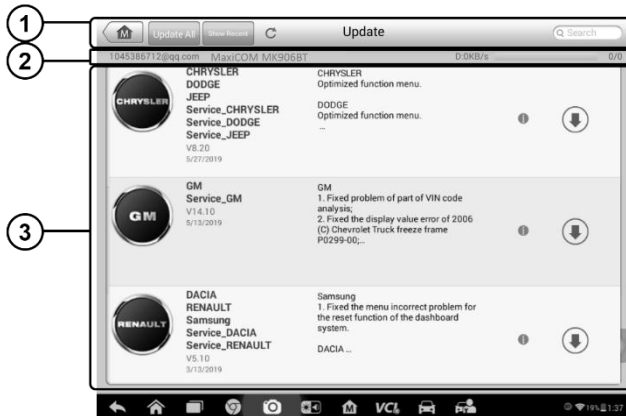 1
Update All
Show Recent
Update
Search
2
1045386712@qq.com MaxiCOM MK906BT
D:0KB/s
0/0
3
CHRYSLER
CHRYSLER
DODGE
JEEP
Service_CHRYSLER
Service_DODGE
Service_JEEP
V8.20
5/27/2019
CHRYSLER
Optimized function menu.
DODGE
Optimized function menu.
...
GM
GM
Service_GM
V14.10
5/13/2019
GM
1. Fixed problem of part of VIN code
analysis;
2. Fixed the display value error of 2006
(C) Chevrolet Truck freeze frame
P0299-00;...
RENAULT
DACIA
RENAULT
Samsung
Service_DACIA
Service_RENAULT
V5.10
3/13/2019
Samsung
1. Fixed the menu incorrect problem for
the reset function of the dashboard
system.
DACIA ...
M
VCI
19%
1:37